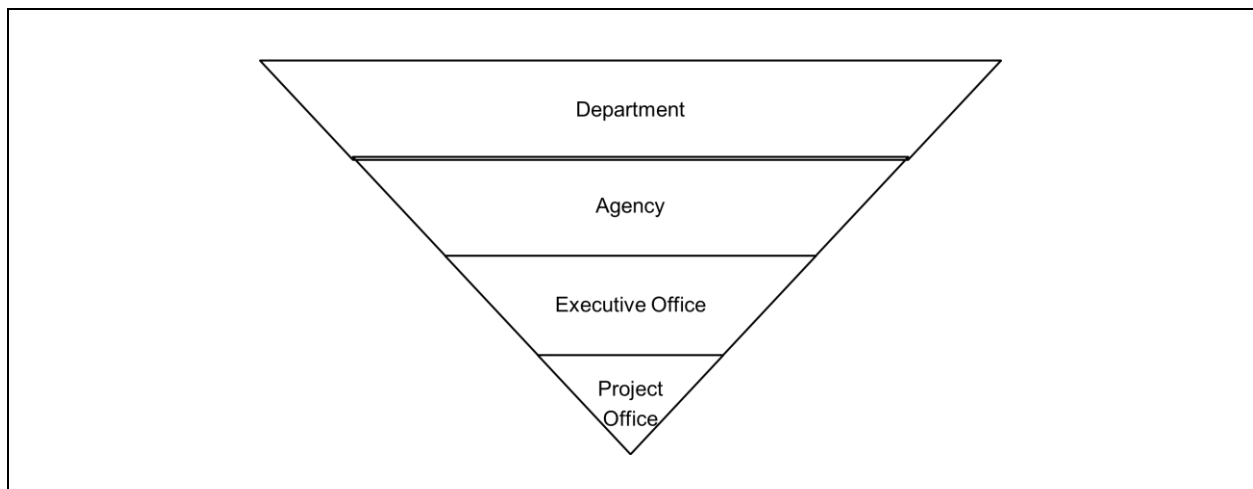 Department
Agency
Executive Office
Project
Office